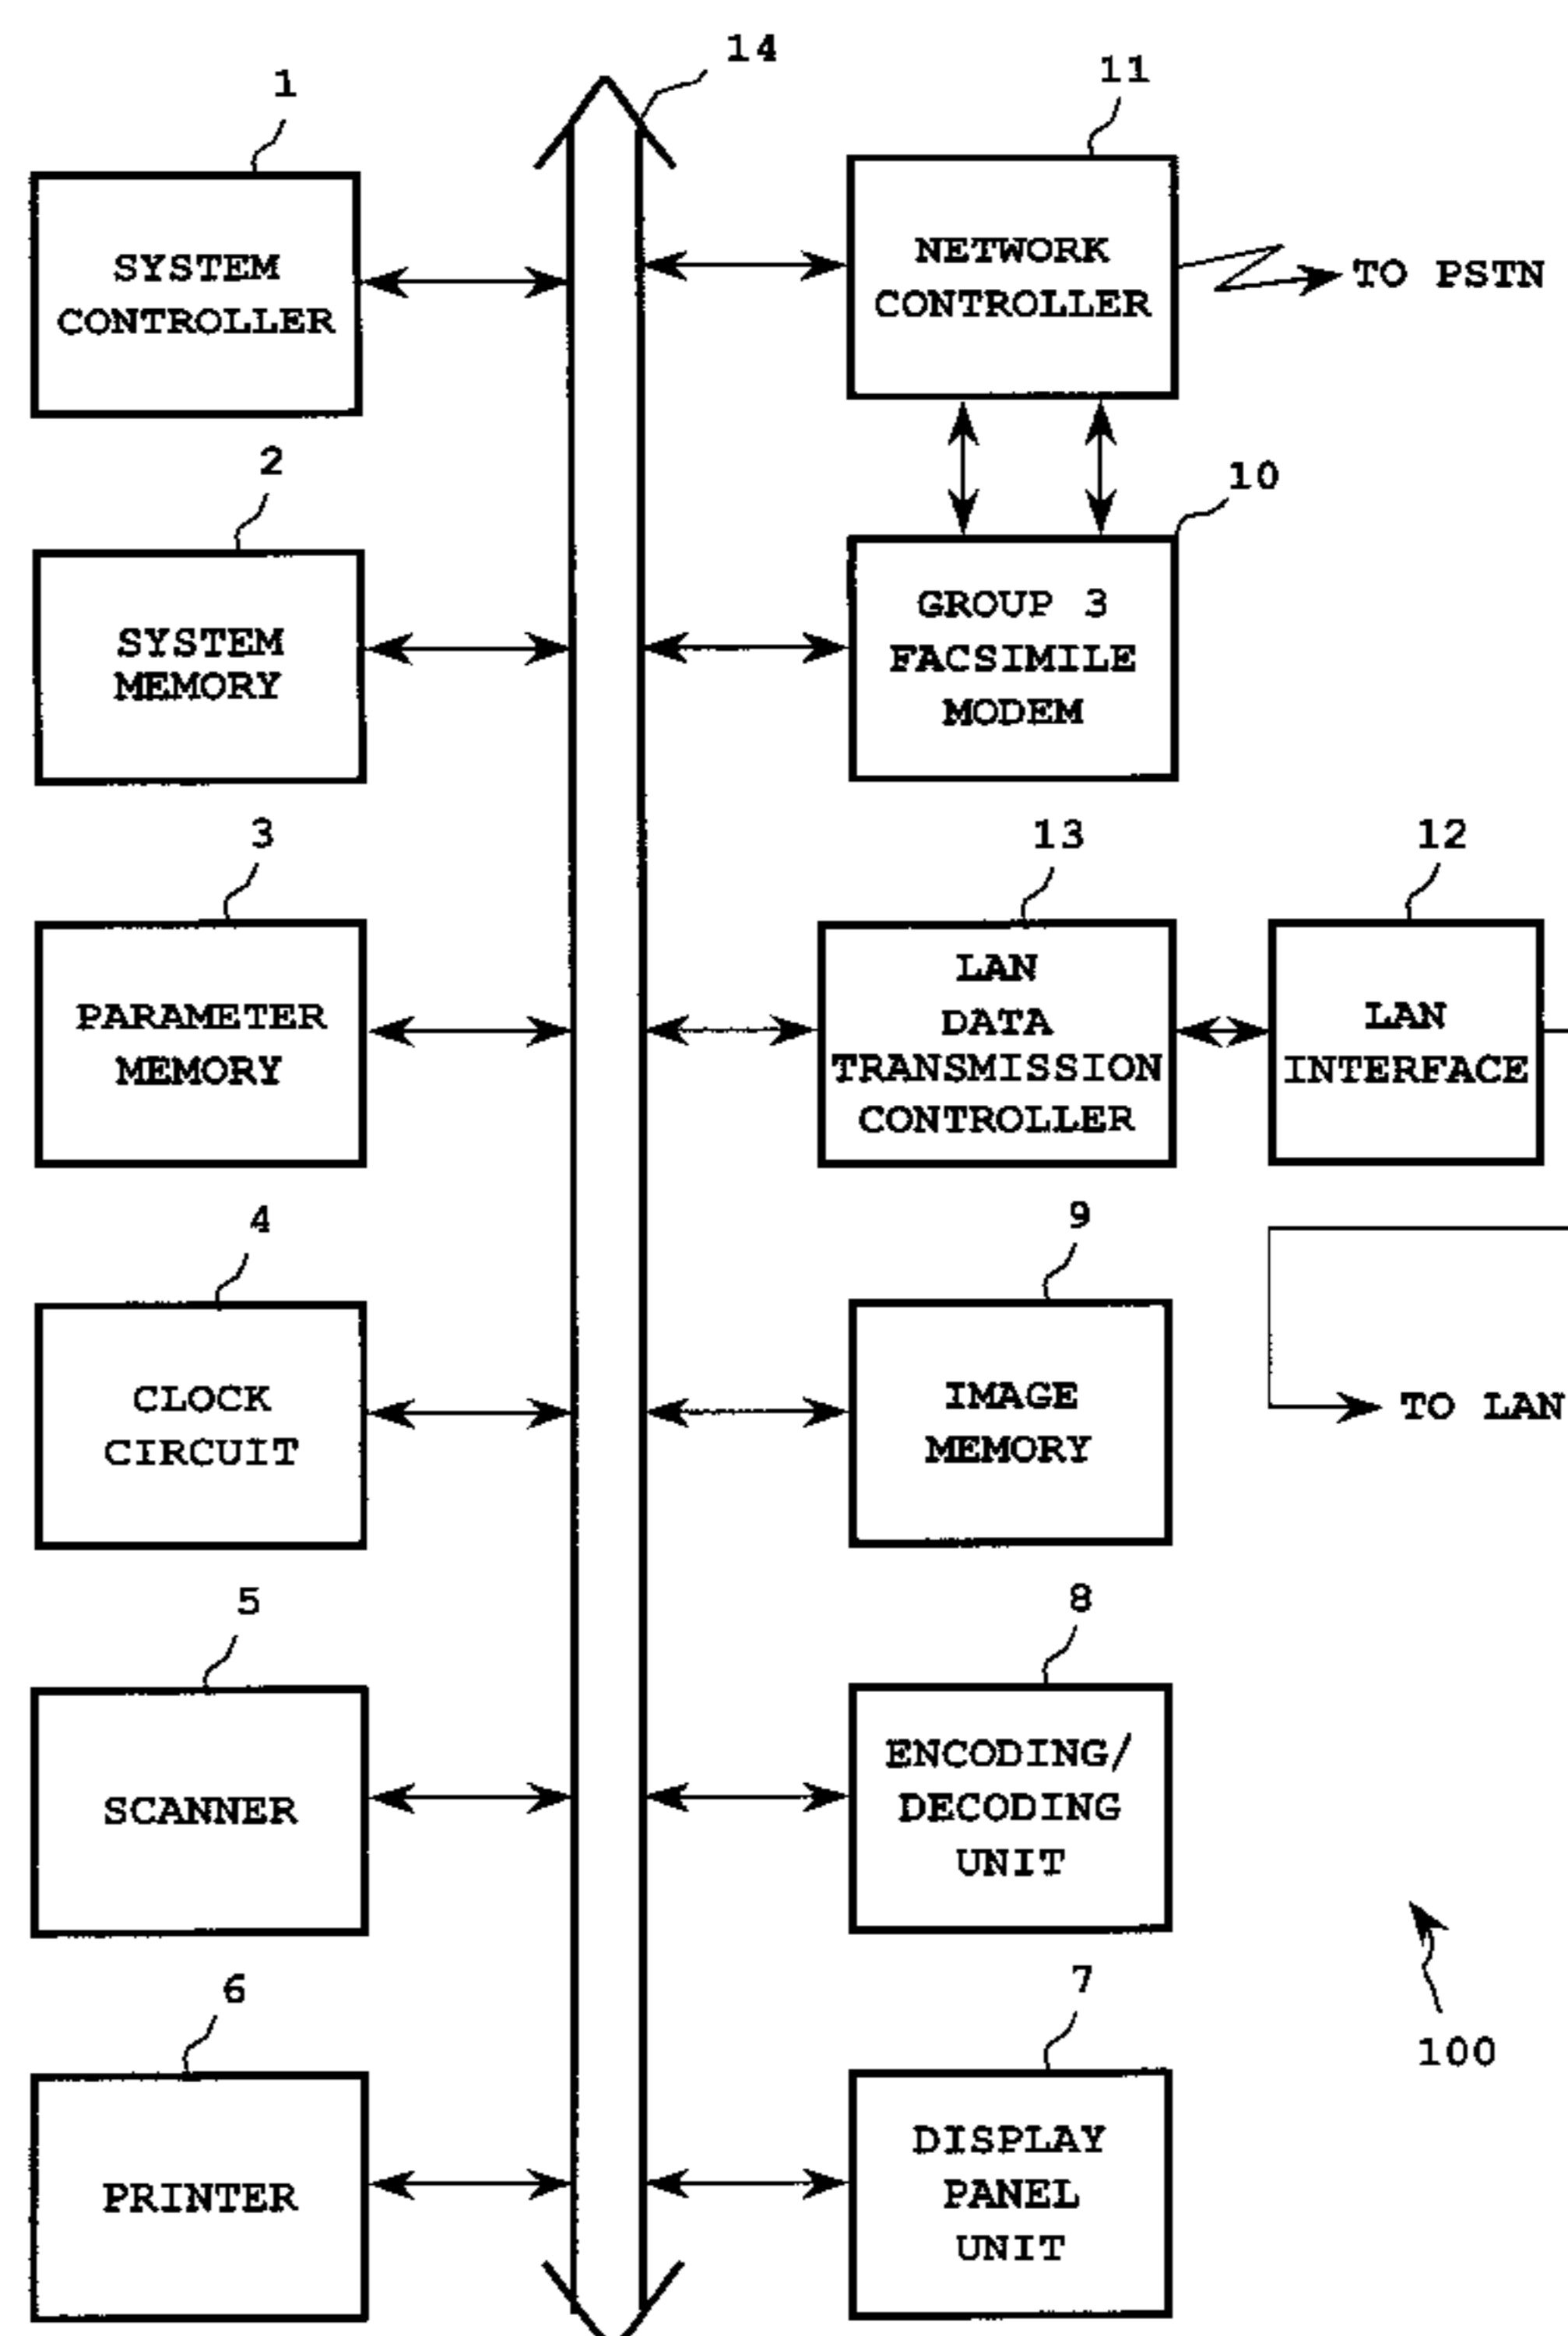 14
1
11
SYSTEM
CONTROLLER
NETWORK
CONTROLLER
TO PSTN
2
10
SYSTEM
MEMORY
GROUP 3
FACSIMILE
MODEM
3
13
12
PARAMETER
MEMORY
LAN
DATA
TRANSMISSION
CONTROLLER
LAN
INTERFACE
4
9
CLOCK
CIRCUIT
IMAGE
MEMORY
TO LAN
5
8
SCANNER
ENCODING/
DECODING
UNIT
6
7
100
PRINTER
DISPLAY
PANEL
UNIT